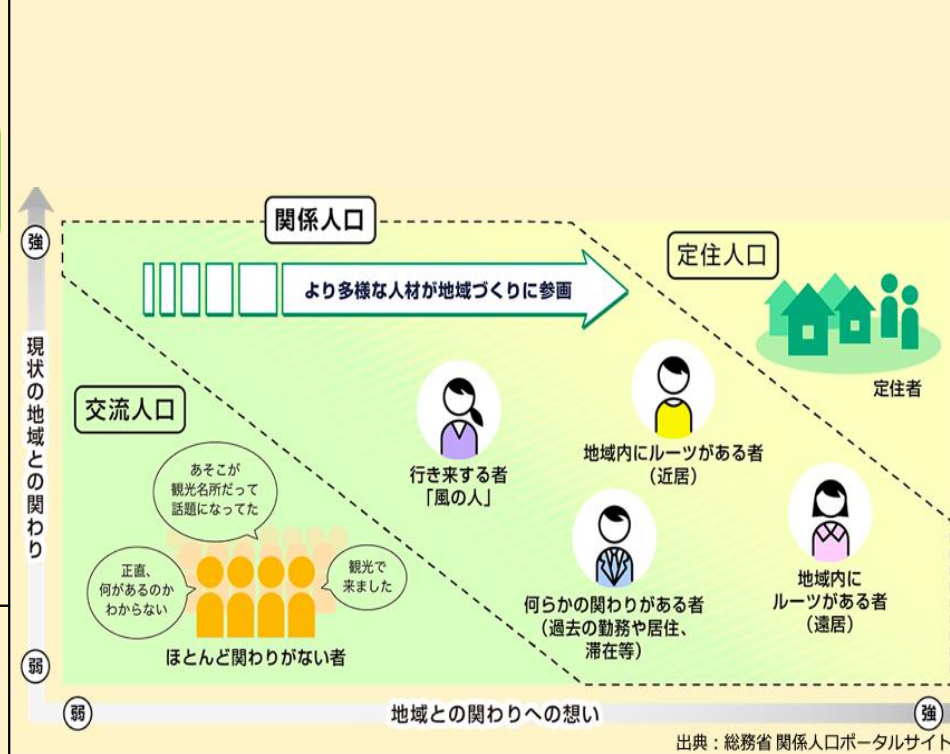 関係人口
強
より多様な人材が地域づくりに参画
定住人口
定住者
現状の地域との関わり
交流人口
あそこが
観光名所だって
話題になってた
正直、
何があるのか
わからない
観光で
来ました
ほとんど関わりがない者
行き来する者
「風の人」
地域内にルーツがある者
(近居)
何らかの関わりがある者
(過去の勤務や居住、
滞在等)
地域内に
ルーツがある者
(遠居)
弱
弱
地域との関わりへの想い
強
出典:総務省 関係人口ポータルサイト